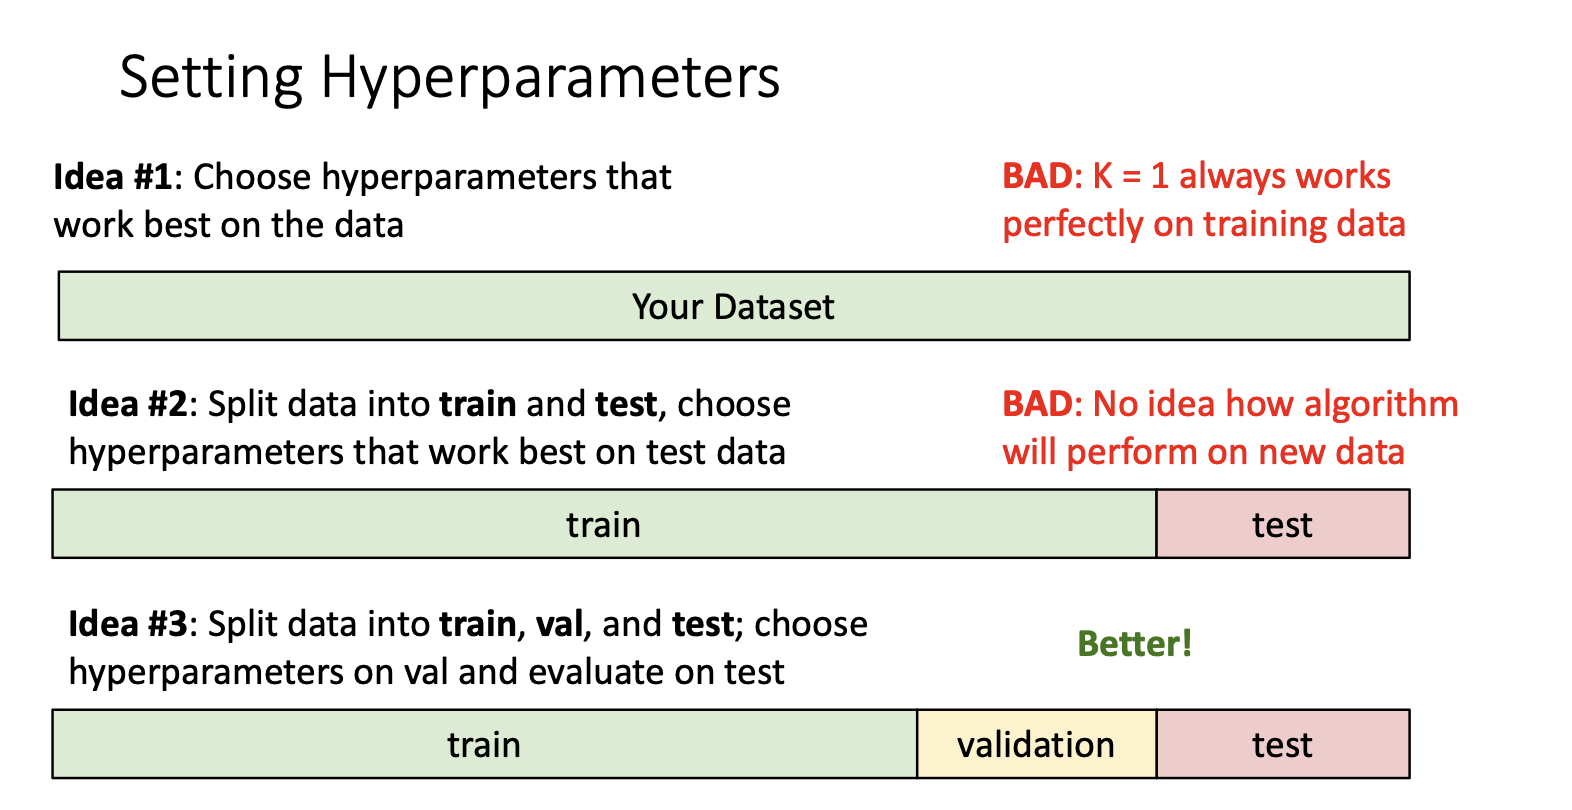 Setting Hyperparameters
Idea #1: Choose hyperparameters that
work best on the data
BAD: K = 1 always works
perfectly on training data
Your Dataset
Idea #2: Split data into train and test, choose
hyperparameters that work best on test data
BAD: No idea how algorithm
will perform on new data
train
test
Idea #3: Split data into train, val, and test; choose
hyperparameters on val and evaluate on test
Better!
train
validation
test